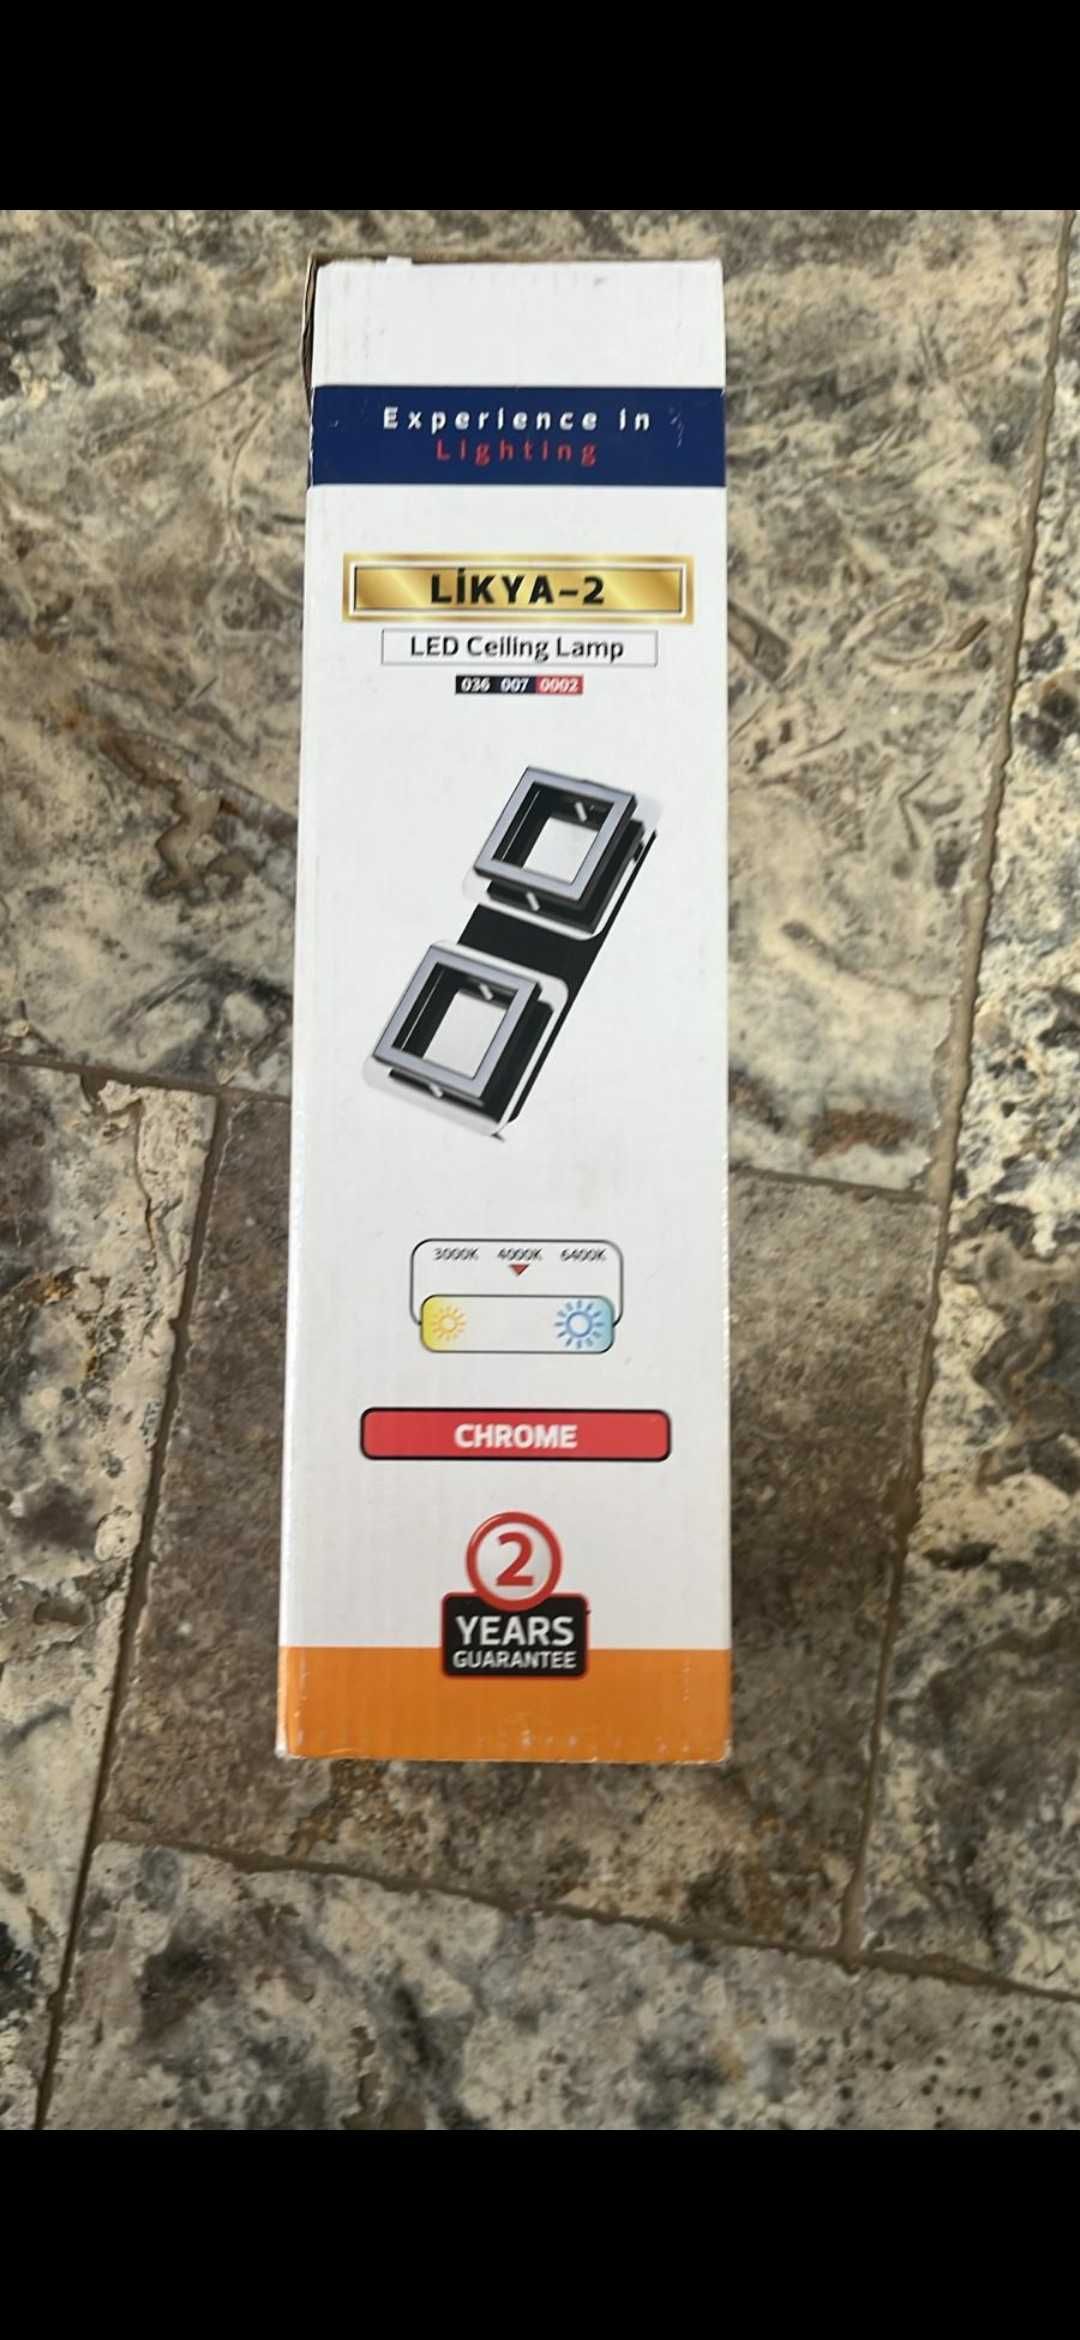 Experience in
Lighting
LİKYA-2
LED Ceiling Lamp
036 007 0002
3000K 4000K 6400K
CHROME
2
YEARS
GUARANTEE